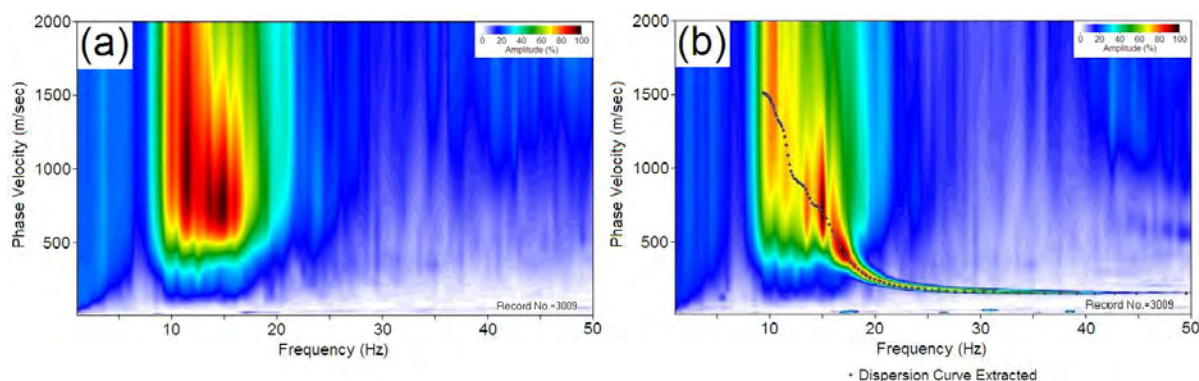 (a)
2000
1500
1000
500
Phase Velocity (m/sec)
0 20 40 60 80 100
Amplitude (%)
Record No.=3009
10 20 30 40 50
Frequency (Hz)
(b)
2000
1500
1000
500
Phase Velocity (m/sec)
0 20 40 60 80 100
Amplitude (%)
Record No.=3009
10 20 30 40 50
Frequency (Hz)
• Dispersion Curve Extracted